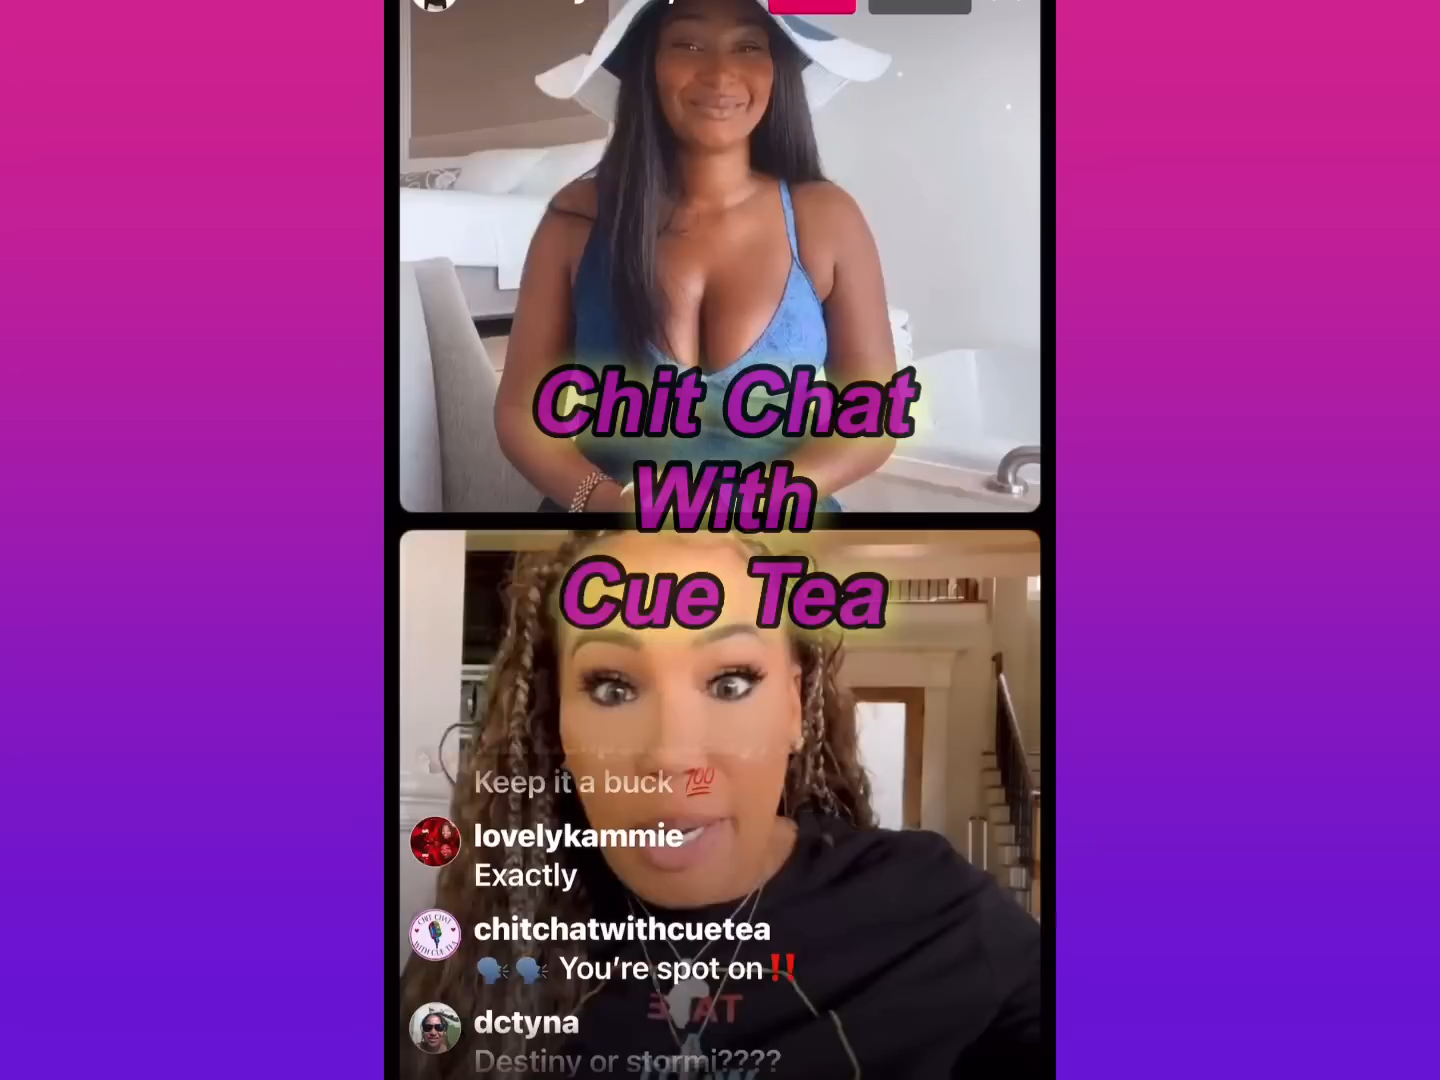 Chit Chat
With
Cue Tea
Keep it a buck 💯
lovelykammie
Exactly
chitchatwithcuetea
🗣️🗣️ You’re spot on‼️
dctyna
Destiny or stormi????